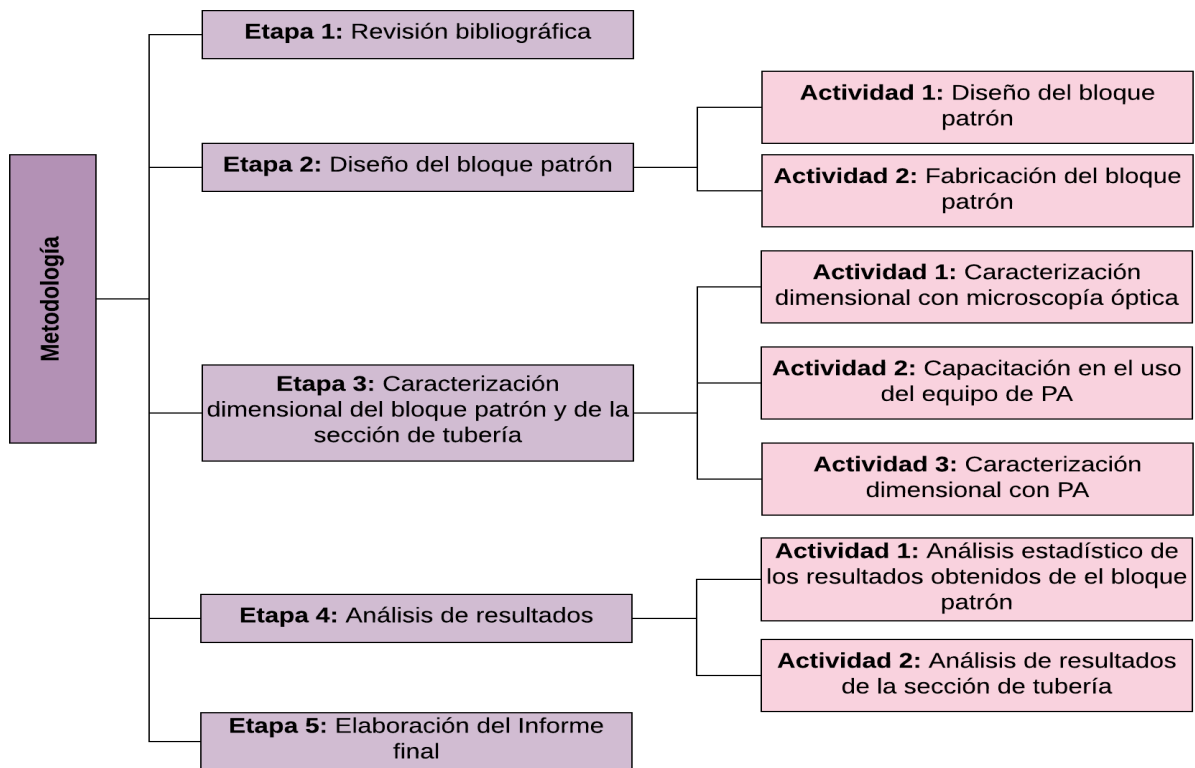 Metodología
Etapa 1: Revisión bibliográfica
Etapa 2: Diseño del bloque patrón
Actividad 1: Diseño del bloque
patrón
Actividad 2: Fabricación del bloque
patrón
Etapa 3: Caracterización
dimensional del bloque patrón y de la
sección de tubería
Actividad 1: Caracterización
dimensional con microscopía óptica
Actividad 2: Capacitación en el uso
del equipo de PA
Actividad 3: Caracterización
dimensional con PA
Etapa 4: Análisis de resultados
Actividad 1: Análisis estadístico de
los resultados obtenidos de el bloque
patrón
Actividad 2: Análisis de resultados
de la sección de tubería
Etapa 5: Elaboración del Informe
final